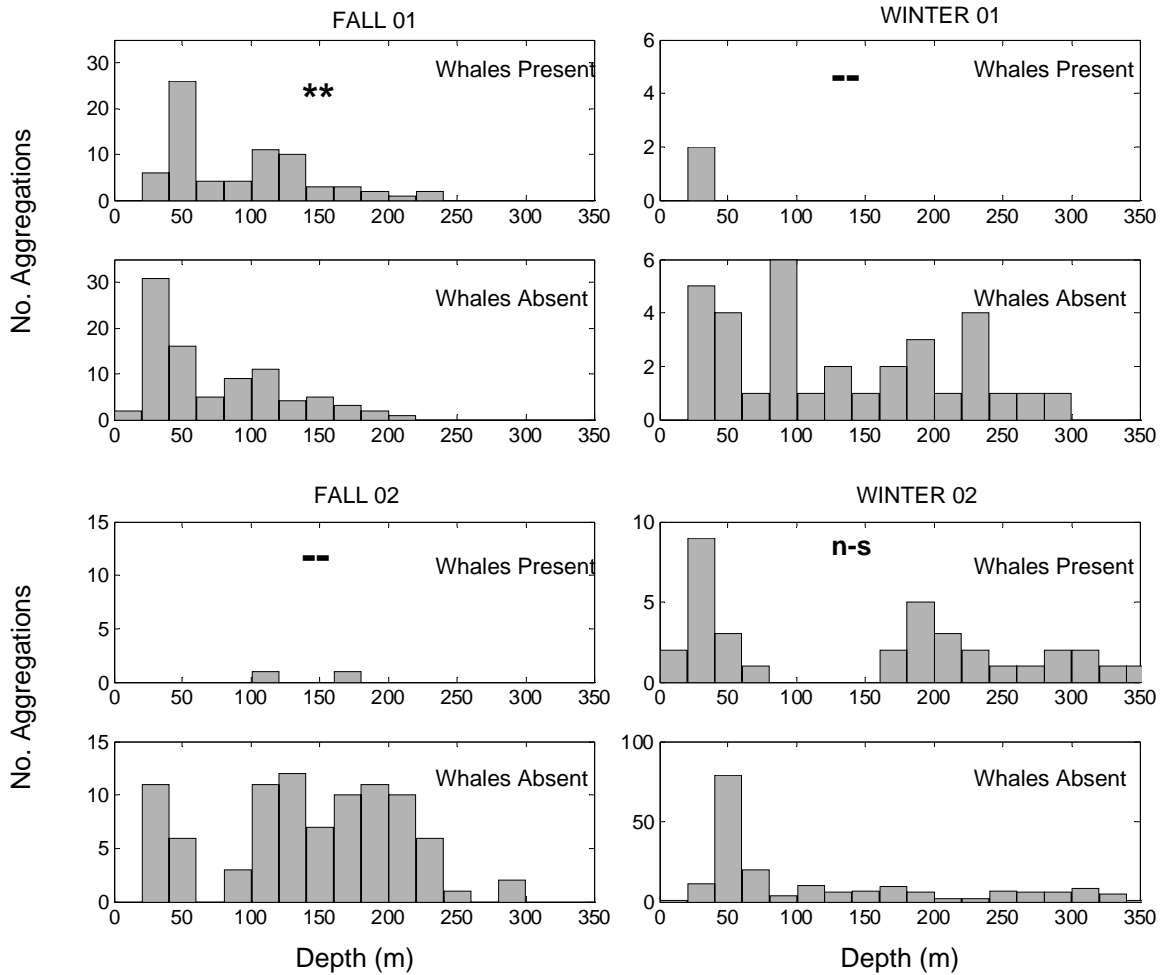 FALL 01
Whales Present
**
30
20
10
0
0 50 100 150 200 250 300 350
Whales Absent
30
20
10
0
0 50 100 150 200 250 300 350
No. Aggregations
WINTER 01
Whales Present
--
6
4
2
0
0 50 100 150 200 250 300 350
Whales Absent
6
4
2
0
0 50 100 150 200 250 300 350
FALL 02
Whales Present
--
15
10
5
0
0 50 100 150 200 250 300 350
Whales Absent
15
10
5
0
0 50 100 150 200 250 300 350
No. Aggregations
Depth (m)
WINTER 02
n-s
Whales Present
10
5
0
0 50 100 150 200 250 300 350
Whales Absent
100
50
0
0 50 100 150 200 250 300 350
Depth (m)